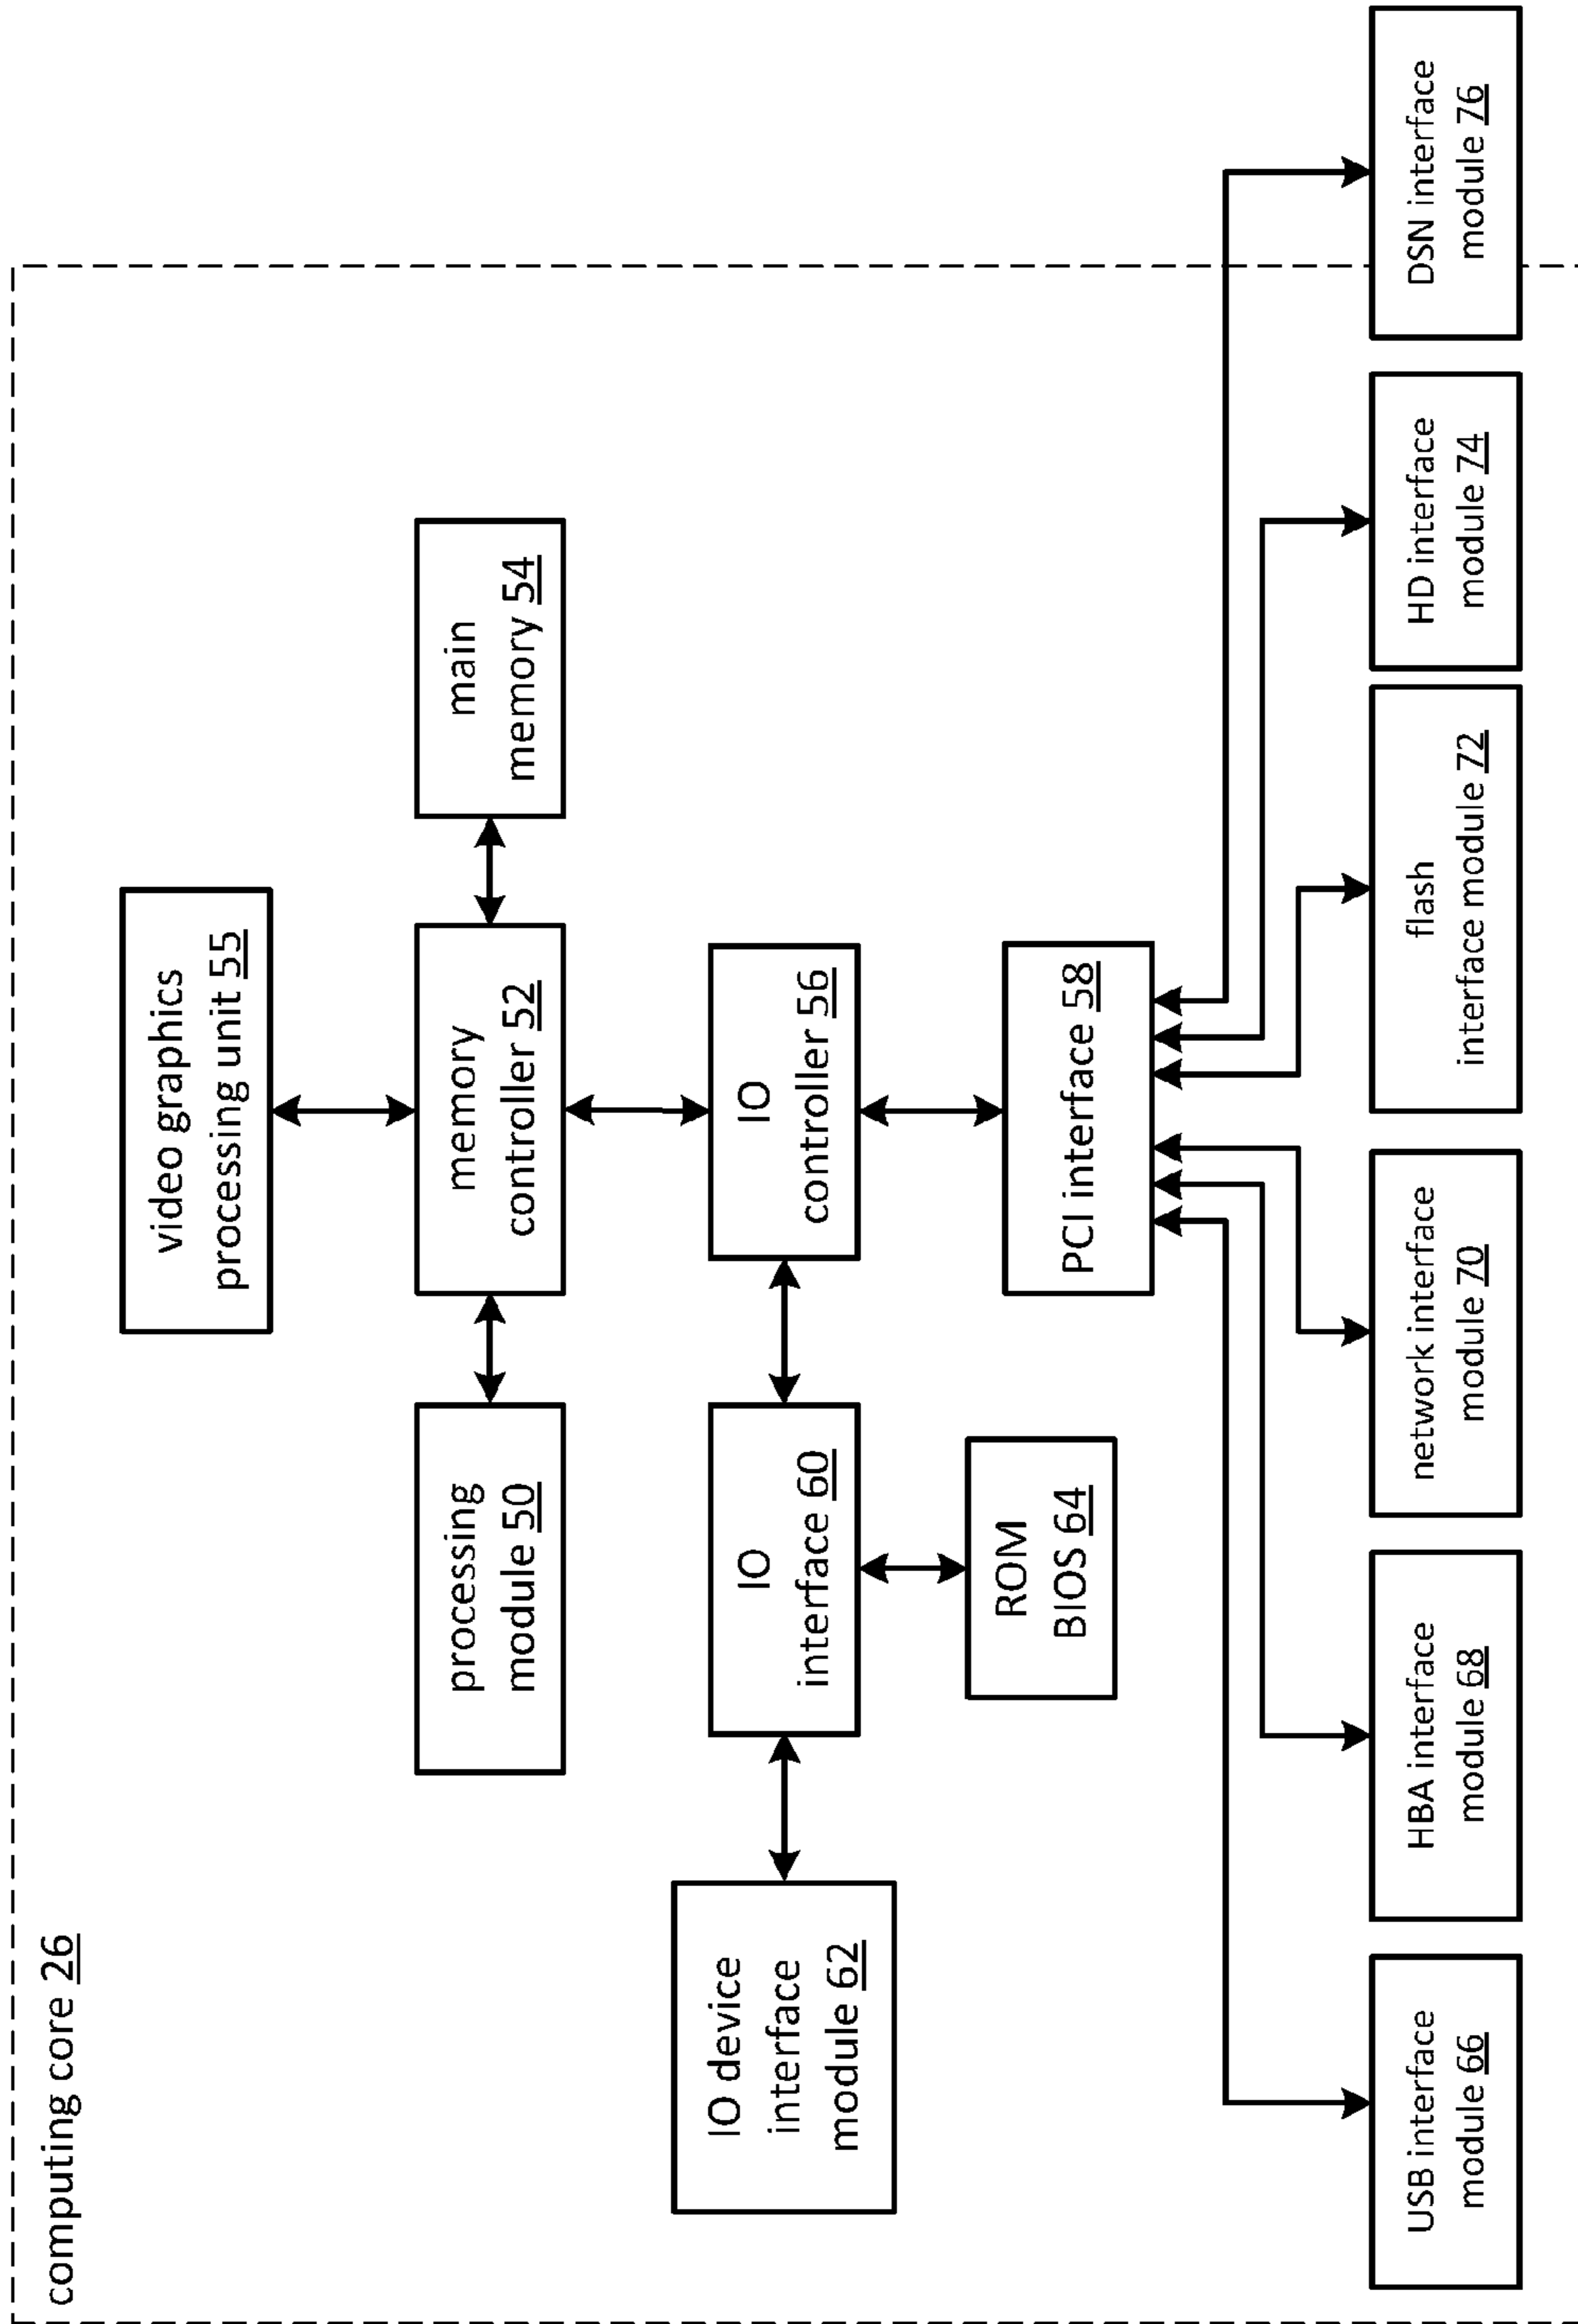 computing core 26
video graphics
processing unit 55
processing
module 50
memory
controller 52
main
memory 54
IO device
interface
module 62
IO
interface 60
IO
controller 56
ROM
BIOS 64
PCI interface 58
USB interface
module 66
HBA interface
module 68
network interface
module 70
flash
interface module 72
HD interface
module 74
DSN interface
module 76